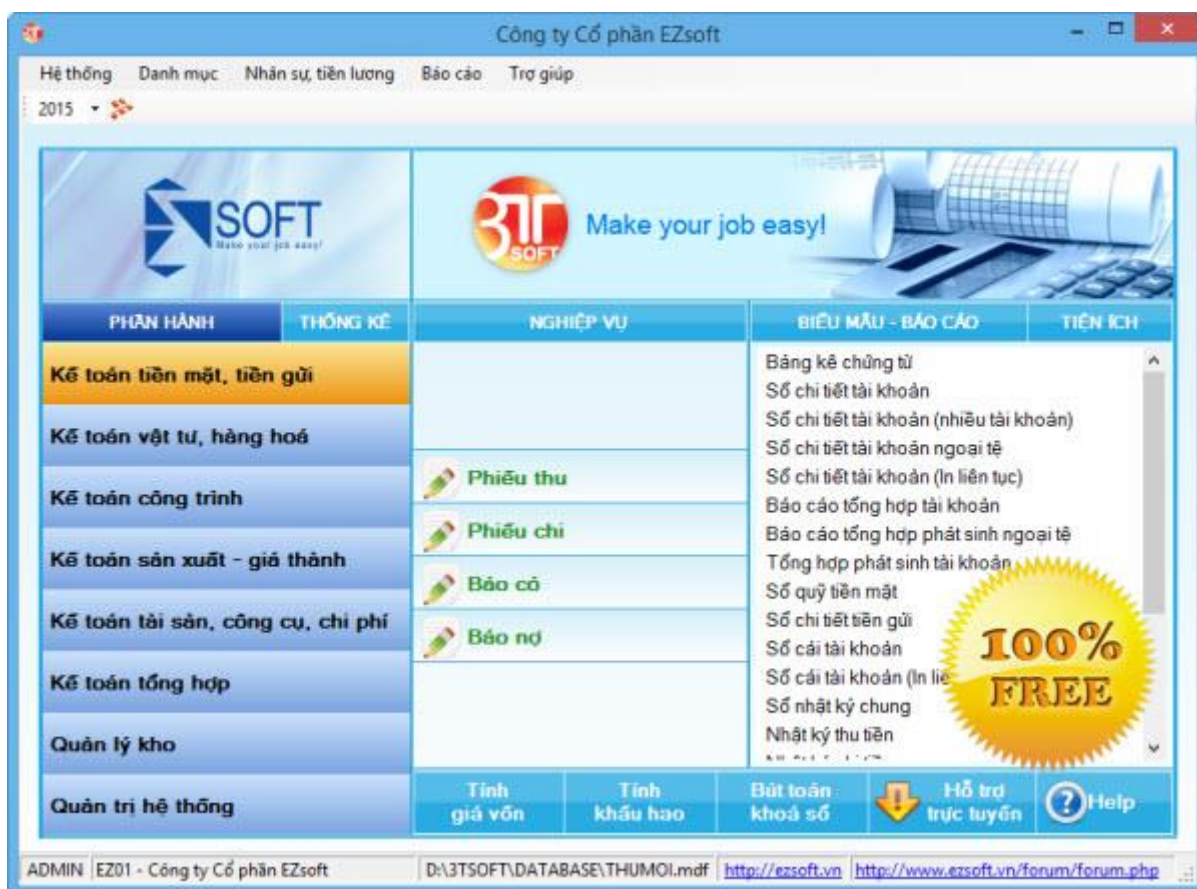 Công ty Cổ phần EZsoft
Hệ thống Danh mục Nhân sự, tiền lương Báo cáo Trợ giúp
2015
SOFT
Make your job easy!
3T
SOFT
Make your job easy!
PHÂN HÀNH THỐNG KÊ NGHIỆP VỤ BIỂU MẪU - BÁO CÁO TIỆN ÍCH
Kế toán tiền mặt, tiền gửi
Kế toán vật tư, hàng hoá
Kế toán công trình
Kế toán sản xuất - giá thành
Kế toán tài sản, công cụ, chi phí
Kế toán tổng hợp
Quản lý kho
Quản trị hệ thống
Phiếu thu
Phiếu chi
Báo có
Báo nợ
Bảng kê chứng từ
Sổ chi tiết tài khoản
Sổ chi tiết tài khoản (nhiều tài khoản)
Sổ chi tiết tài khoản ngoại tệ
Sổ chi tiết tài khoản (In liên tục)
Báo cáo tổng hợp tài khoản
Báo cáo tổng hợp phát sinh ngoại tệ
Tổng hợp phát sinh tài khoản
Sổ quỹ tiền mặt
Sổ chi tiết tiền gửi
Sổ cái tài khoản
Sổ cái tài khoản (In liê
Sổ nhật ký chung
Nhật ký thu tiền
100%
FREE
Tính giá vốn
Tính khấu hao
Bút toán khoá sổ
Hỗ trợ trực tuyến
Help
ADMIN EZ01 - Công ty Cổ phần EZsoft D:\3TSOFT\DATABASE\THUMOI.mdf http://ezsoft.vn http://www.ezsoft.vn/forum/forum.php